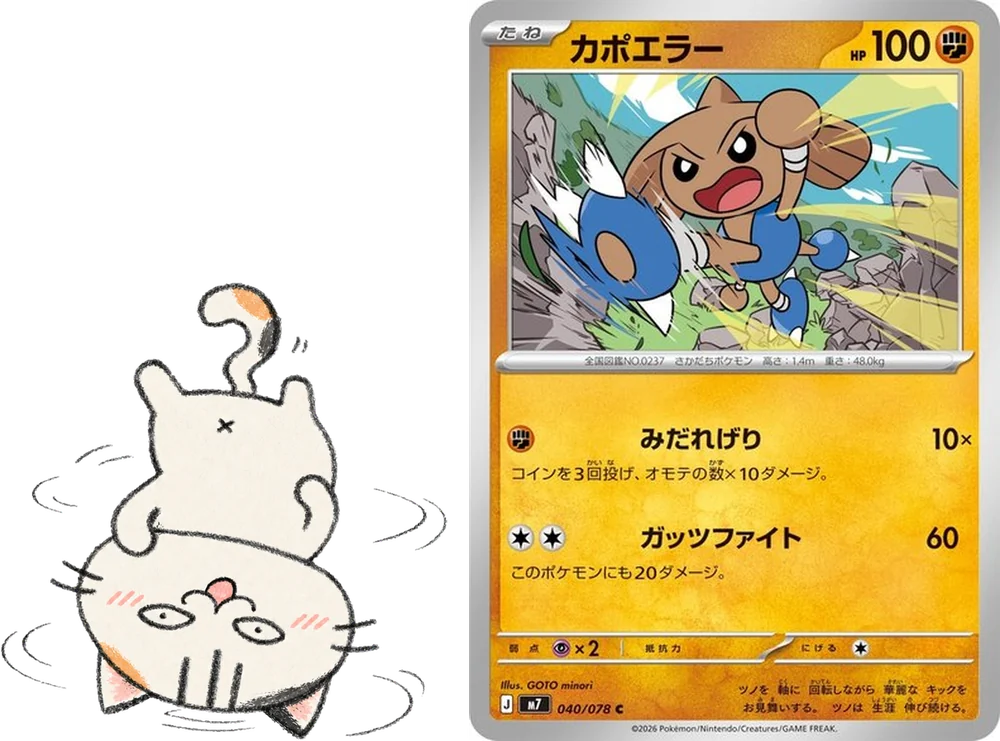 たね
カポエラー
HP 100
全国図鑑NO.0237 さかだちポケモン 高さ:1.4m 重さ:48.0kg
みだれげり 10×
コインを3回投げ、オモテの数×10ダメージ。
ガッツファイト 60
このポケモンにも20ダメージ。
弱点 ×2 抵抗力 にげる
Illus. GOTO minori
J M7 040/078 C
ツノを 軸に 回転しながら 華麗な キックを
お見舞いする。 ツノは 生涯 伸び続ける。
©2026 Pokémon/Nintendo/Creatures/GAME FREAK.